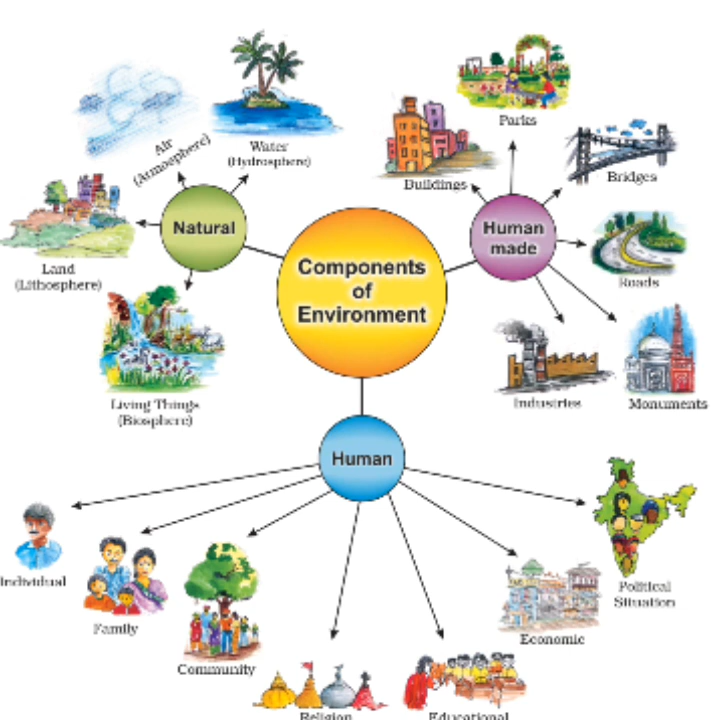 Components
of
Environment
Natural
Air
(Atmosphere)
Water
(Hydrosphere)
Land
(Lithosphere)
Living Things
(Biosphere)
Human
made
Buildings
Parks
Bridges
Roads
Industries
Monuments
Human
Individual
Family
Community
Religion
Educational
Economic
Political
Situation